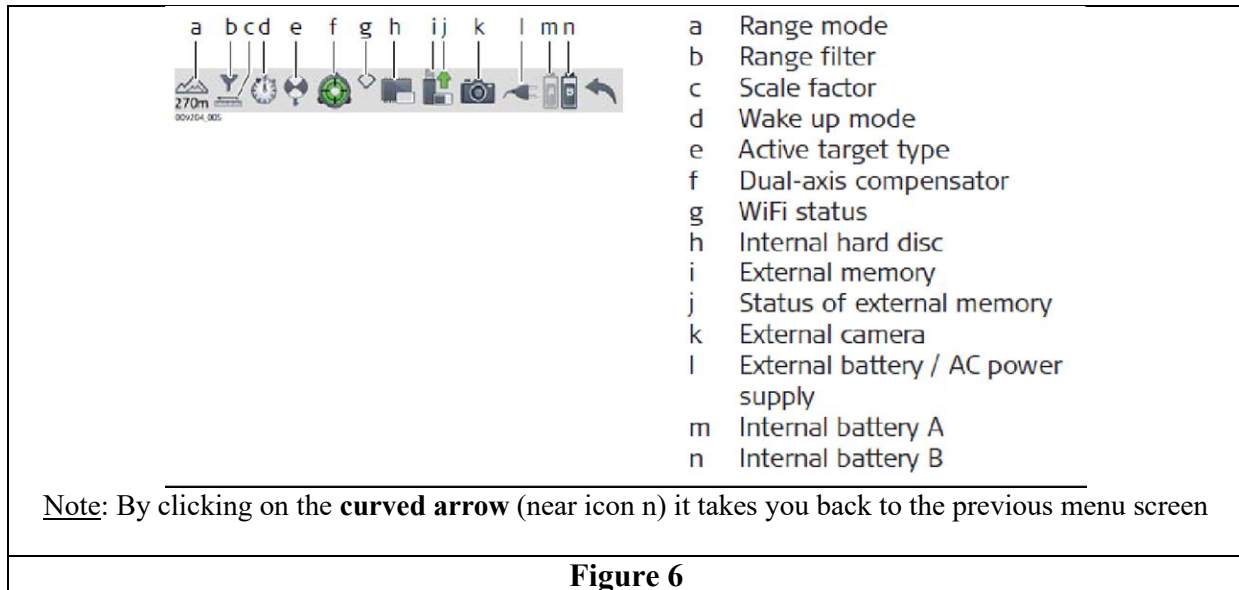 a b c d e f g h i j k l m n
270m
009204_005
a Range mode
b Range filter
c Scale factor
d Wake up mode
e Active target type
f Dual-axis compensator
g WiFi status
h Internal hard disc
i External memory
j Status of external memory
k External camera
l External battery / AC power
supply
m Internal battery A
n Internal battery B
Note: By clicking on the curved arrow (near icon n) it takes you back to the previous menu screen
Figure 6